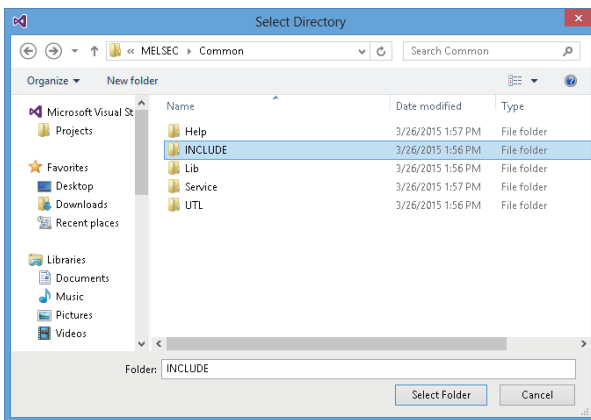 Select Directory
« MELSEC Common
Search Common
Organize New folder
Name Date modified Type
Microsoft Visual St
Projects
Favorites
Desktop
Downloads
Recent places
Libraries
Documents
Music
Pictures
Videos
Help 3/26/2015 1:57 PM File folder
INCLUDE 3/26/2015 1:56 PM File folder
Lib 3/26/2015 1:56 PM File folder
Service 3/26/2015 1:57 PM File folder
UTL 3/26/2015 1:56 PM File folder
Folder: INCLUDE
Select Folder Cancel